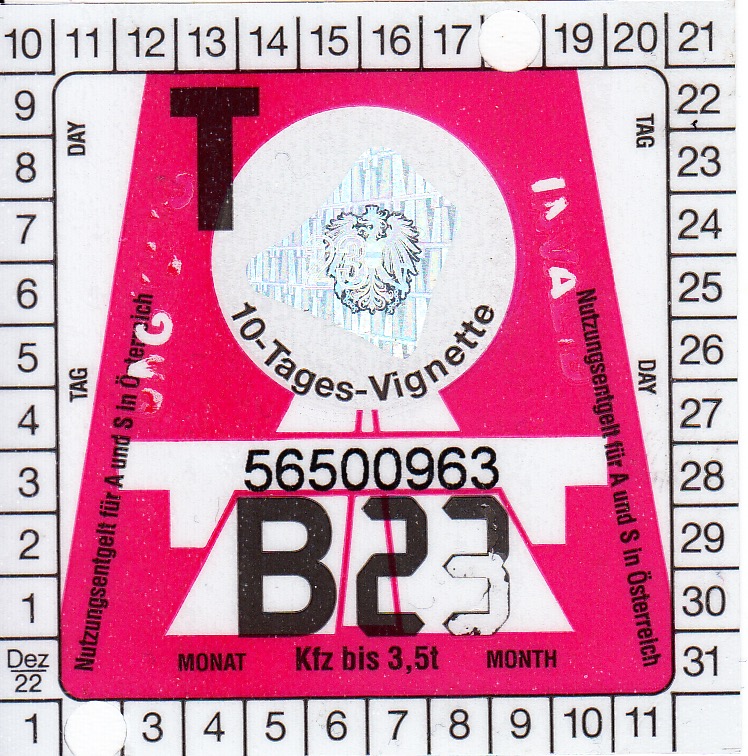 10 11 12 13 14 15 16 17 19 20 21
9 22
8 23
7 24
6 25
5 26
4 27
3 28
2 29
1 30
Dez
22
31
1 3 4 5 6 7 8 9 10 11
DAY
TAG
T
10-Tages-Vignette
TAG
DAY
Nutzungsentgelt für A und S in Österreich
Nutzungsentgelt für A und S in Österreich
56500963
B23
MONAT Kfz bis 3,5t MONTH